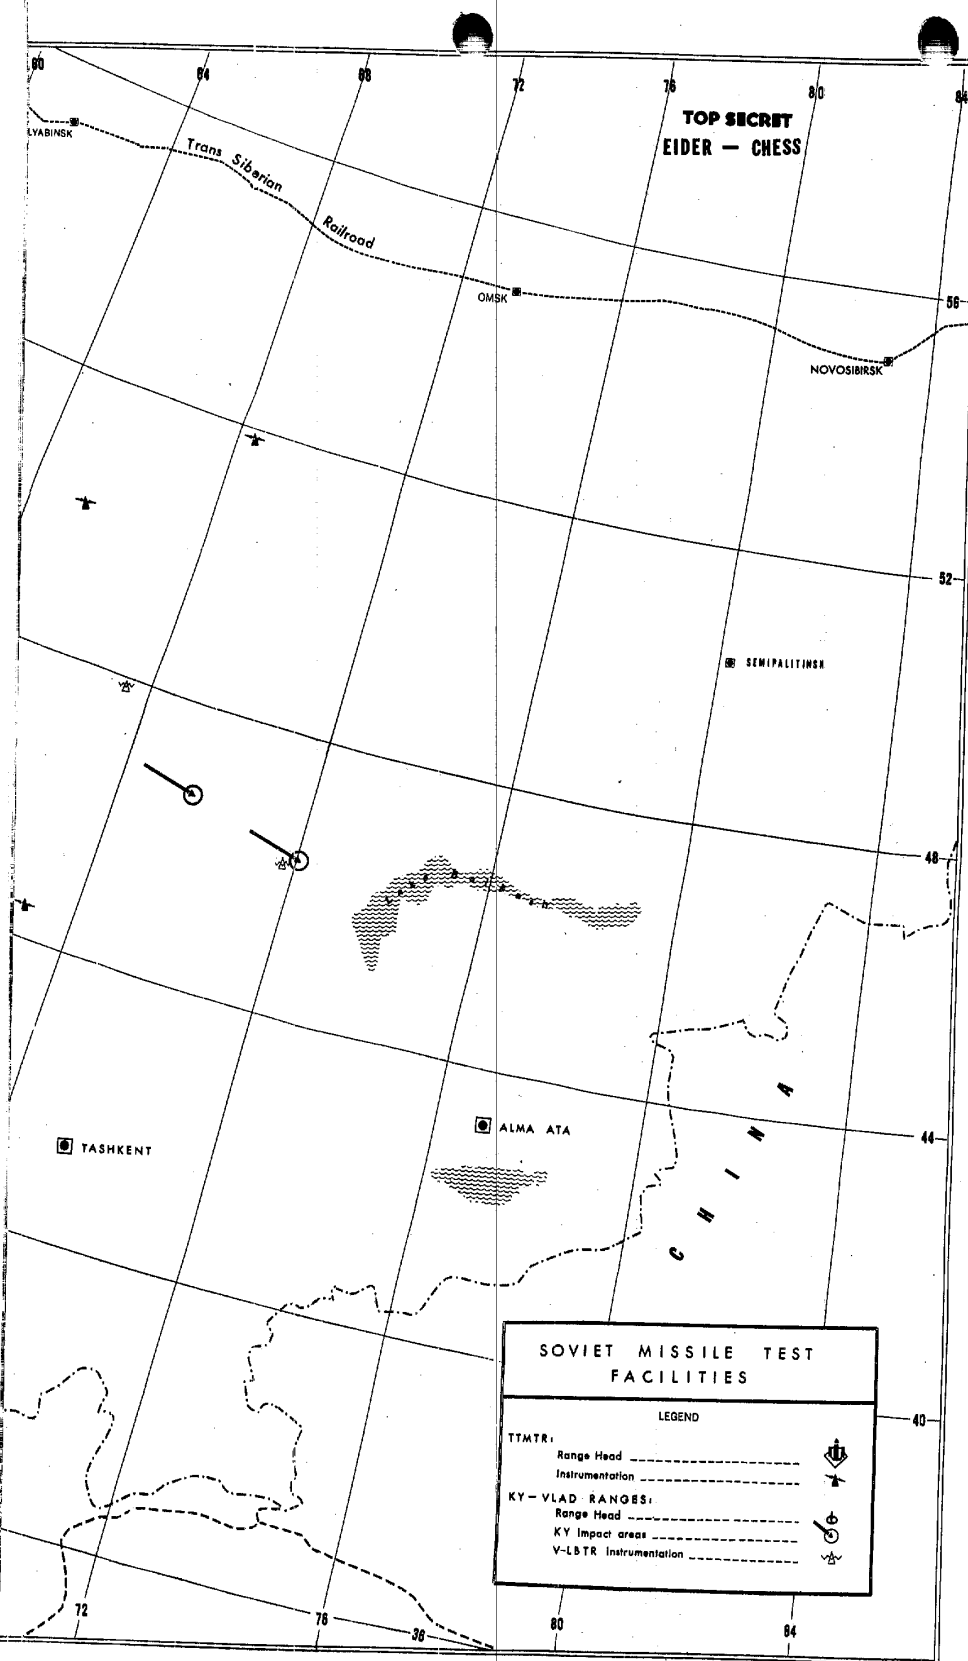 60
64
68
72
76
80
84
TOP SECRET
EIDER — CHESS
LYABINSK
Trans Siberian Railroad
OMSK
56
NOVOSIBIRSK
52
SEMIPALITINSK
48
44
TASHKENT
ALMA ATA
CHINA
SOVIET MISSILE TEST
FACILITIES
LEGEND
TTMTR:
Range Head
Instrumentation
KY-VLAD RANGES:
Range Head
KY Impact areas
V-LBTR Instrumentation
40
72
76
36
80
84